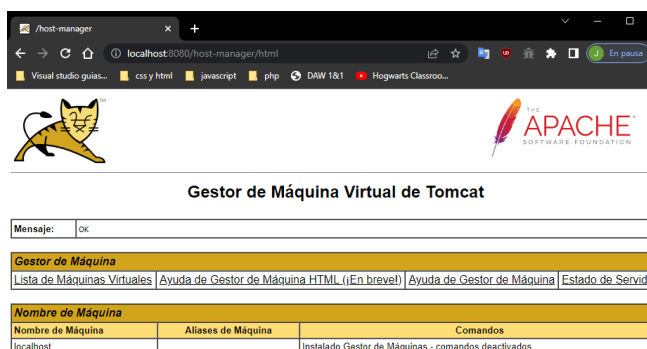 /host-manager
localhost:8080/host-manager/html
J En pausa
Visual studio guias... css y html javascript php DAW 1&1 Hogwarts Classroo...
TM
THE
APACHE®
SOFTWARE FOUNDATION
Gestor de Máquina Virtual de Tomcat
Mensaje: OK
Gestor de Máquina
Lista de Máquinas Virtuales Ayuda de Gestor de Máquina HTML (¡En breve!) Ayuda de Gestor de Máquina Estado de Servid
Nombre de Máquina
Nombre de Máquina Aliases de Máquina Comandos
localhost Instalado Gestor de Máquinas - comandos deactivados